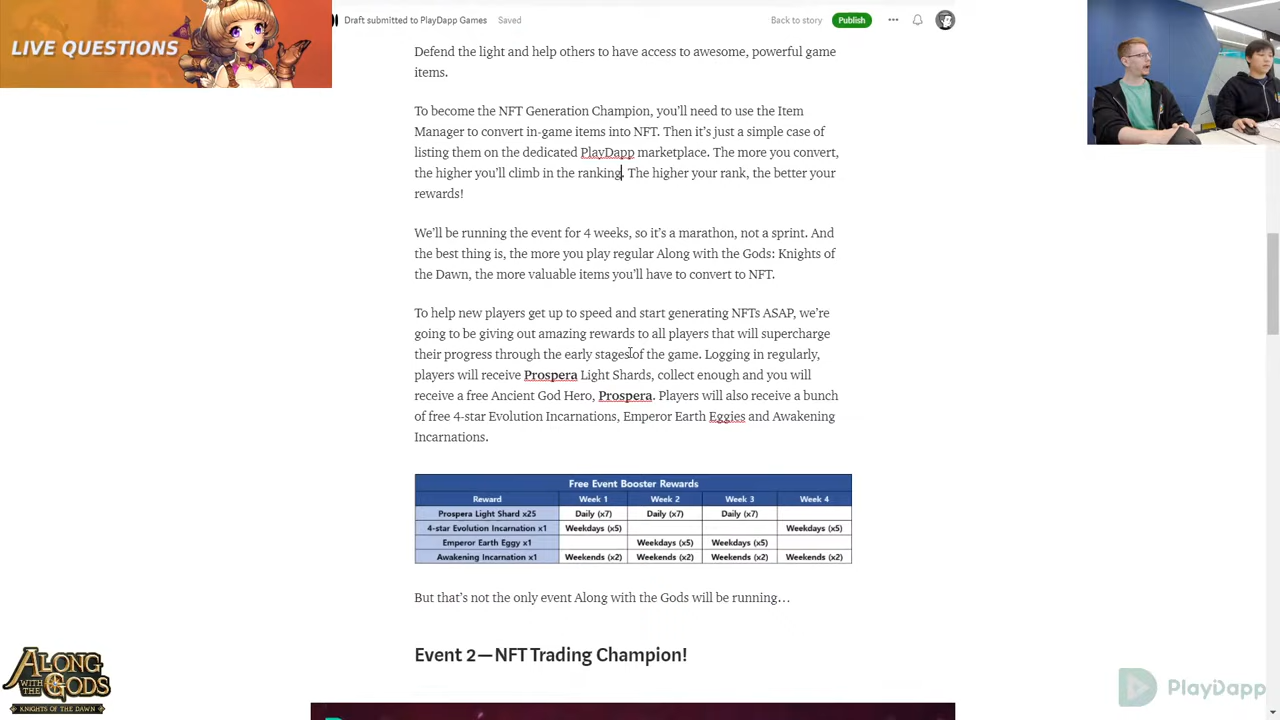 LIVE QUESTIONS
Draft submitted to PlayDapp Games Saved
Back to story Publish
Defend the light and help others to have access to awesome, powerful game
items.
To become the NFT Generation Champion, you'll need to use the Item
Manager to convert in-game items into NFT. Then it's just a simple case of
listing them on the dedicated PlayDapp marketplace. The more you convert,
the higher you'll climb in the ranking. The higher your rank, the better your
rewards!
We'll be running the event for 4 weeks, so it's a marathon, not a sprint. And
the best thing is, the more you play regular Along with the Gods: Knights of
the Dawn, the more valuable items you'll have to convert to NFT.
To help new players get up to speed and start generating NFTs ASAP, we're
going to be giving out amazing rewards to all players that will supercharge
their progress through the early stages of the game. Logging in regularly,
players will receive Prospera Light Shards, collect enough and you will
receive a free Ancient God Hero, Prospera. Players will also receive a bunch
of free 4-star Evolution Incarnations, Emperor Earth Eggies and Awakening
Incarnations.
Free Event Booster Rewards
Reward Week 1 Week 2 Week 3 Week 4
Prospera Light Shard x25 Daily (x7) Daily (x7) Daily (x7)
4-star Evolution Incarnation x1 Weekdays (x5) Weekdays (x5)
Emperor Earth Eggy x1 Weekdays (x5) Weekdays (x5)
Awakening Incarnation x1 Weekends (x2) Weekends (x2) Weekends (x2) Weekends (x2)
But that's not the only event Along with the Gods will be running…
Event 2—NFT Trading Champion!
ALONG
WITH THE
GODS
KNIGHTS OF THE DAWN
PlayDapp